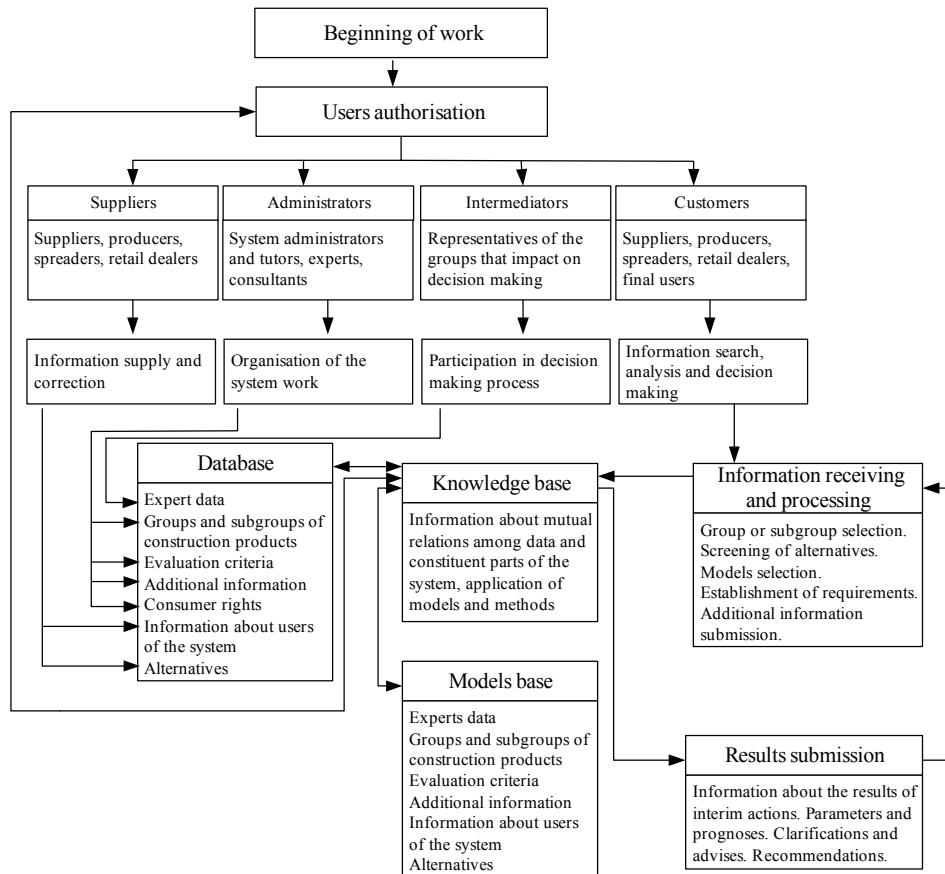 Beginning of work
Users authorisation
Suppliers
Suppliers, producers,
spreaders, retail dealers
Administrators
System administrators
and tutors, experts,
consultants
Intermediators
Representatives of the
groups that impact on
decision making
Customers
Suppliers, producers,
spreaders, retail dealers,
final users
Information supply and
correction
Organisation of the
system work
Participation in decision
making process
Information search,
analysis and decision
making
Database
Expert data
Groups and subgroups of
construction products
Evaluation criteria
Additional information
Consumer rights
Information about users
of the system
Alternatives
Knowledge base
Information about mutual
relations among data and
constituent parts of the
system, application of
models and methods
Information receiving
and processing
Group or subgroup selection.
Screening of alternatives.
Models selection.
Establishment of requirements.
Additional information
submission.
Models base
Experts data
Groups and subgroups of
construction products
Evaluation criteria
Additional information
Information about users
of the system
Alternatives
Results submission
Information about the results of
interim actions. Parameters and
prognoses. Clarifications and
advises. Recommendations.